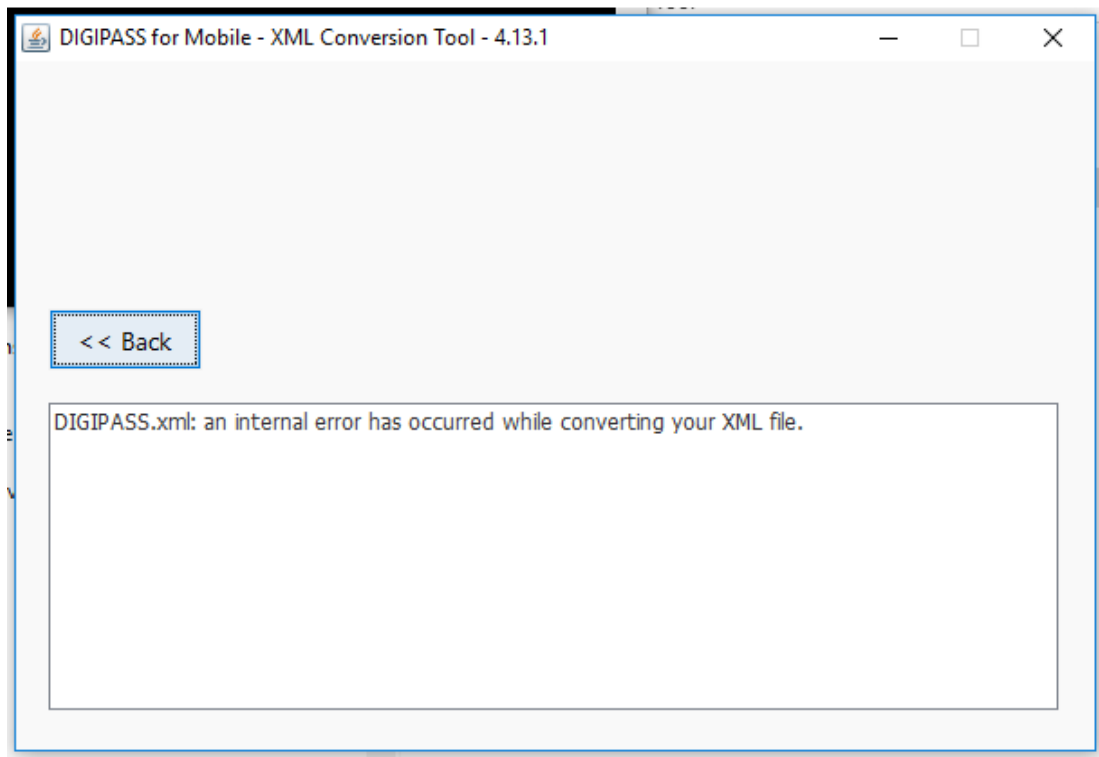 DIGIPASS for Mobile - XML Conversion Tool - 4.13.1
<< Back
DIGIPASS.xml: an internal error has occurred while converting your XML file.